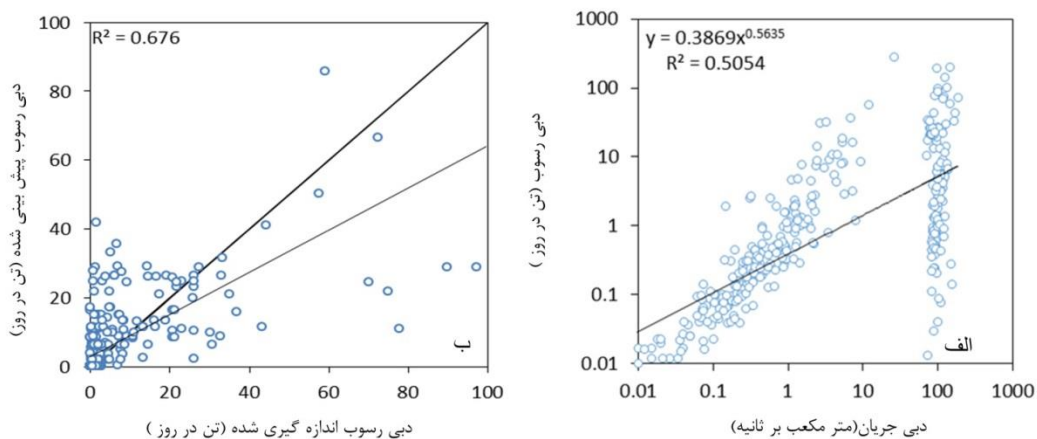 R² = 0.676
100
80
60
40
20
0
0 20 40 60 80 100
دبی رسوب پیش بینی شده (تن در روز)
دبی رسوب اندازه گیری شده (تن در روز )
ب
y = 0.3869x^0.5635
R² = 0.5054
1000
100
10
1
0.1
0.01
0.01 0.1 1 10 100 1000
دبی رسوب (تن در روز )
دبی جریان(متر مکعب بر ثانیه)
الف